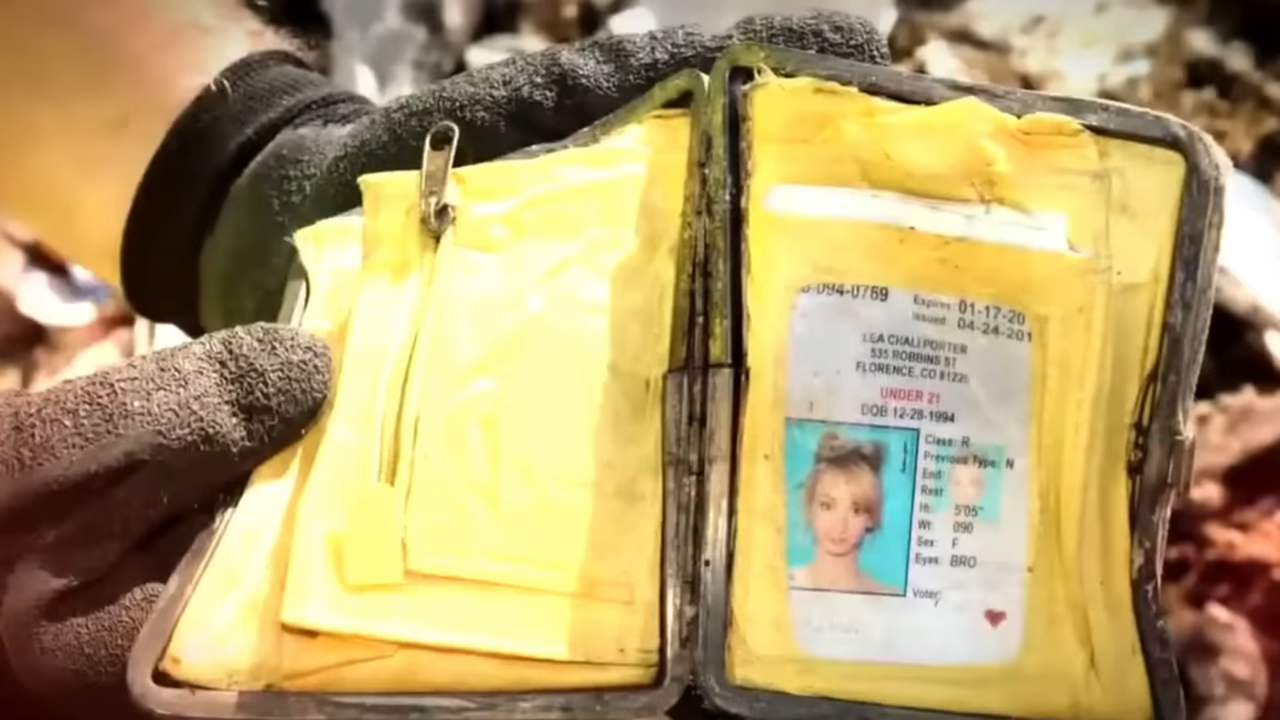 -094-0769
Expires: 01-17-20
Issued: 04-24-201
LEA CHALI PORTER
535 ROBBINS ST
FLORENCE, CO 8122
UNDER 21
DOB 12-28-1994
Class: R
Previous Type: N
End:
Rest:
Ht: 5'05"
Wt: 090
Sex: F
Eyes: BRO
Voter: